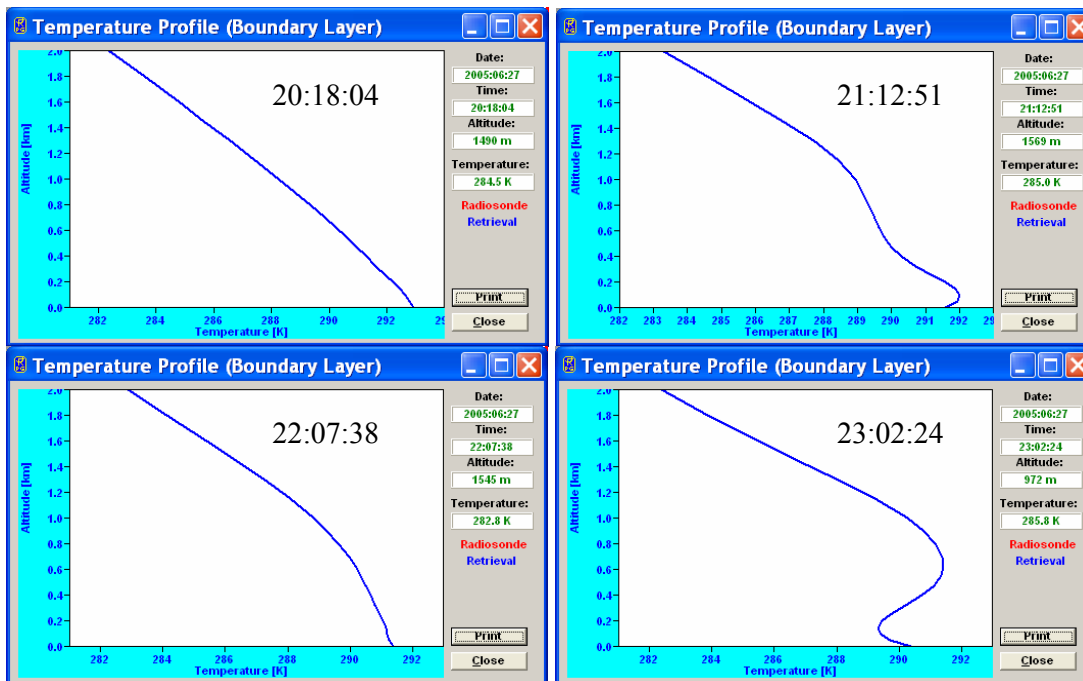 Temperature Profile (Boundary Layer)
20:18:04
Altitude [km]
2.0
1.8
1.6
1.4
1.2
1.0
0.8
0.6
0.4
0.2
0.0
282 284 286 288 290 292
Temperature [K]
Date:
2005:06:27
Time:
20:18:04
Altitude:
1490 m
Temperature:
284.5 K
Radiosonde
Retrieval
Print
Close
Temperature Profile (Boundary Layer)
21:12:51
Altitude [km]
2.0
1.8
1.6
1.4
1.2
1.0
0.8
0.6
0.4
0.2
0.0
282 283 284 285 286 287 288 289 290 291 292
Temperature [K]
Date:
2005:06:27
Time:
21:12:51
Altitude:
1569 m
Temperature:
285.0 K
Radiosonde
Retrieval
Print
Close
Temperature Profile (Boundary Layer)
22:07:38
Altitude [km]
2.0
1.8
1.6
1.4
1.2
1.0
0.8
0.6
0.4
0.2
0.0
282 284 286 288 290 292
Temperature [K]
Date:
2005:06:27
Time:
22:07:38
Altitude:
1545 m
Temperature:
282.8 K
Radiosonde
Retrieval
Print
Close
Temperature Profile (Boundary Layer)
23:02:24
Altitude [km]
2.0
1.8
1.6
1.4
1.2
1.0
0.8
0.6
0.4
0.2
0.0
282 284 286 288 290 292
Temperature [K]
Date:
2005:06:27
Time:
23:02:24
Altitude:
972 m
Temperature:
285.8 K
Radiosonde
Retrieval
Print
Close